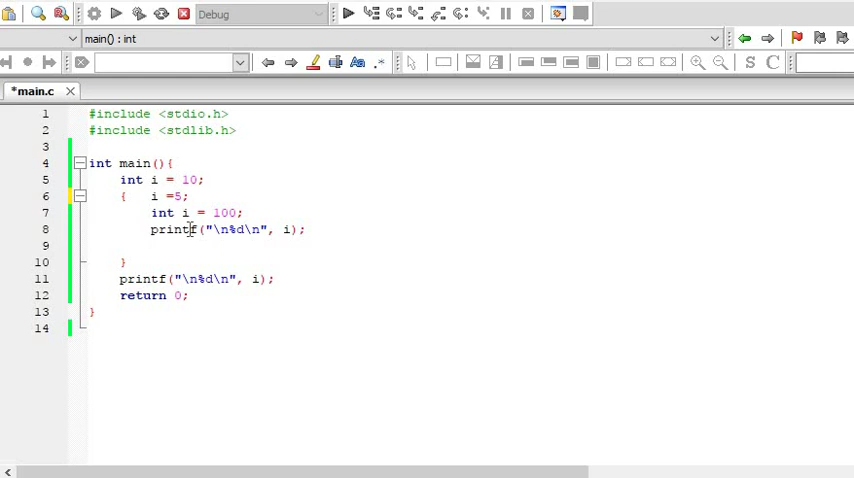 Debug
main() : int
Aa .*
S C
*main.c
1 #include <stdio.h>
2 #include <stdlib.h>
3
4 int main(){
5 int i = 10;
6 { i =5;
7 int i = 100;
8 printf("\n%d\n", i);
9
10 }
11 printf("\n%d\n", i);
12 return 0;
13 }
14